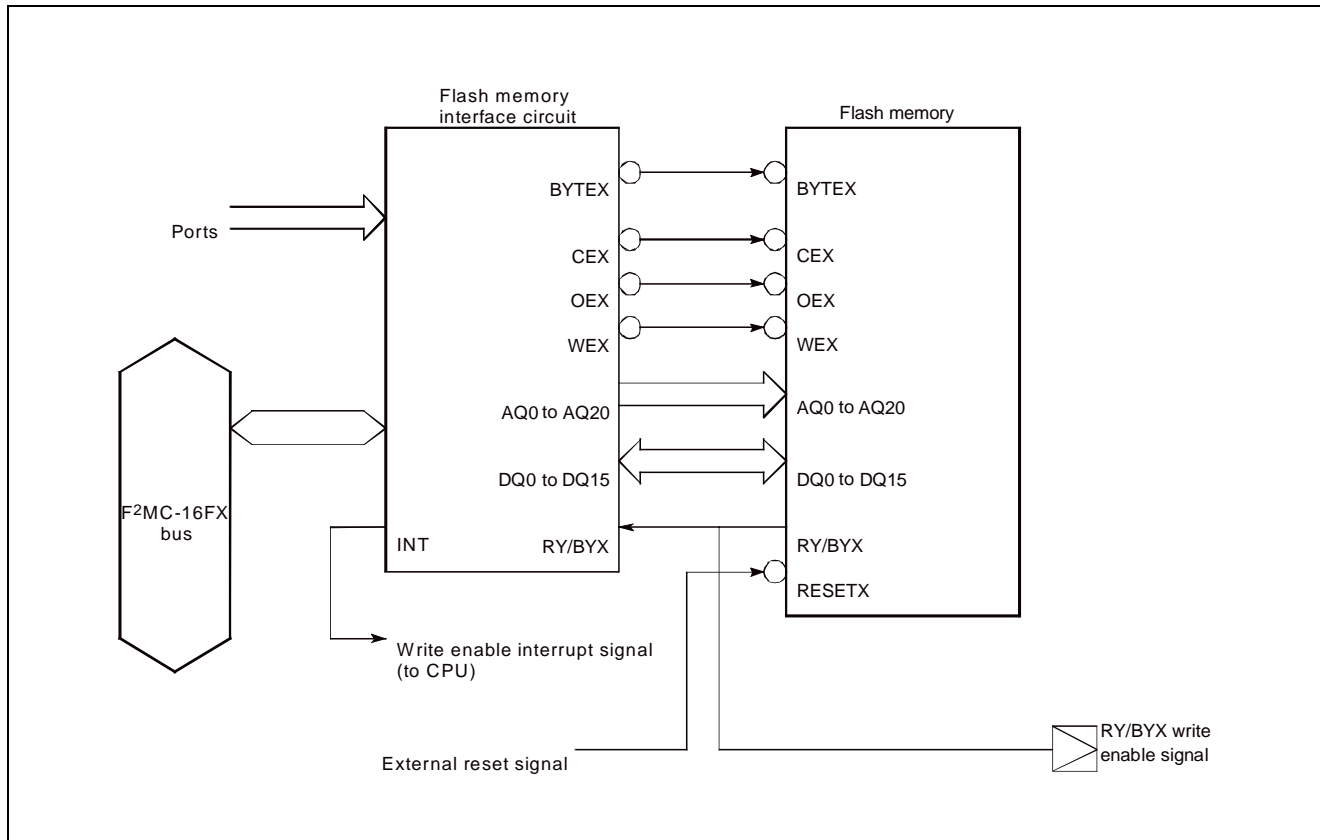 Flash memory
interface circuit
Flash memory
BYTEX
BYTEX
Ports
CEX
CEX
OEX
OEX
WEX
WEX
AQ0 to AQ20
AQ0 to AQ20
DQ0 to DQ15
DQ0 to DQ15
F2MC-16FX
bus
INT
RY/BYX
RY/BYX
RESETX
Write enable interrupt signal
(to CPU)
External reset signal
RY/BYX write
enable signal